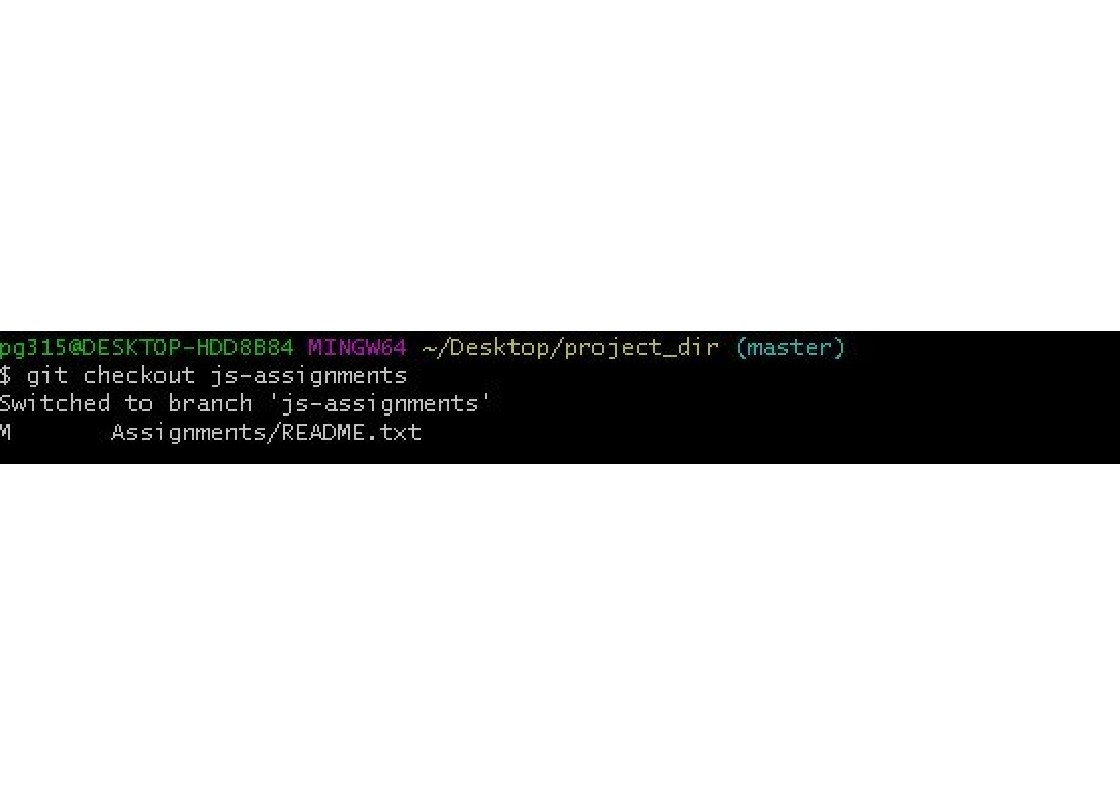 pg315@DESKTOP-HDD8B84 MINGW64 ~/Desktop/project_dir (master)
$ git checkout js-assignments
Switched to branch 'js-assignments'
M       Assignments/README.txt